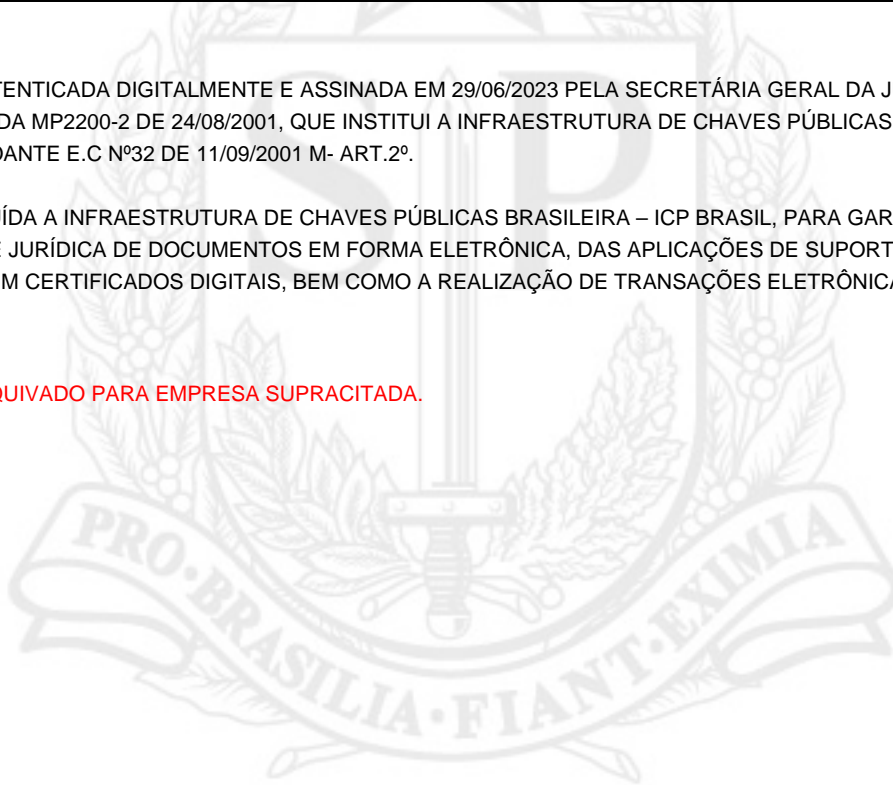 TENTICADA DIGITALMENTE E ASSINADA EM 29/06/2023 PELA SECRETÁRIA GERAL DA J
DA MP2200-2 DE 24/08/2001, QUE INSTITUI A INFRAESTRUTURA DE CHAVES PÚBLICAS
DANTE E.C Nº32 DE 11/09/2001 M- ART.2º.
ÍDA A INFRAESTRUTURA DE CHAVES PÚBLICAS BRASILEIRA – ICP BRASIL, PARA GAR
E JURÍDICA DE DOCUMENTOS EM FORMA ELETRÔNICA, DAS APLICAÇÕES DE SUPORT
M CERTIFICADOS DIGITAIS, BEM COMO A REALIZAÇÃO DE TRANSAÇÕES ELETRÔNICA
QUIVADO PARA EMPRESA SUPRACITADA.
SP
PRO·BRASILIA·FIANT·EXIMIA